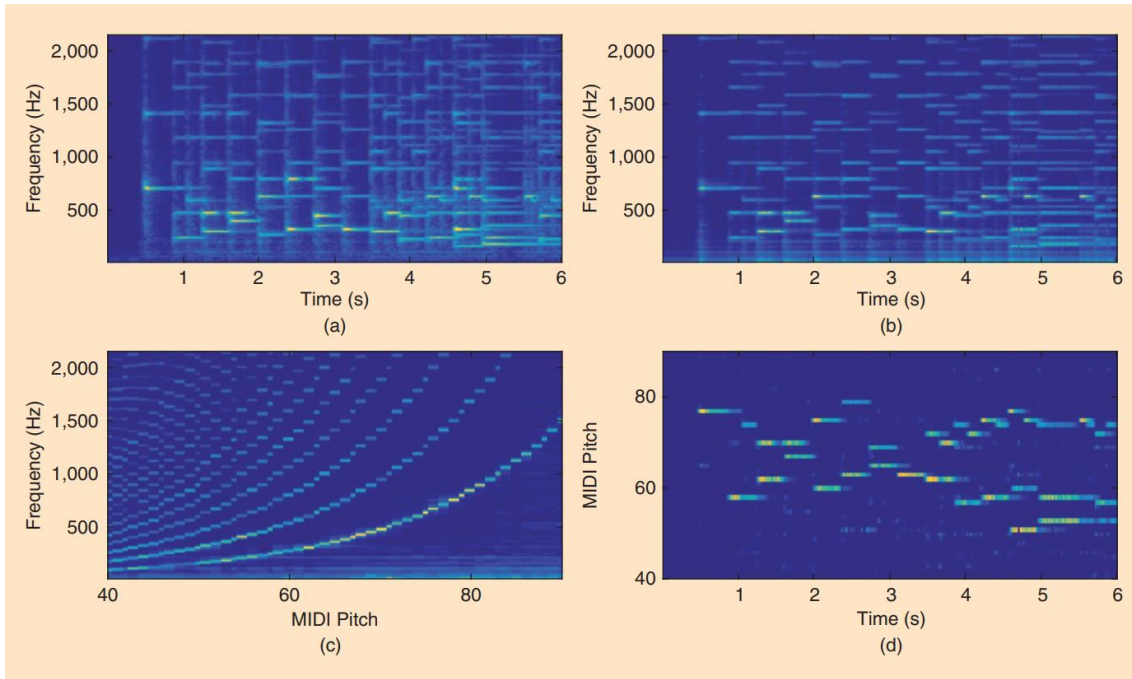 2,000
1,500
1,000
500
Frequency (Hz)
1 2 3 4 5 6
Time (s)
(a)
2,000
1,500
1,000
500
Frequency (Hz)
1 2 3 4 5 6
Time (s)
(b)
2,000
1,500
1,000
500
Frequency (Hz)
40 60 80
MIDI Pitch
(c)
80
60
40
MIDI Pitch
1 2 3 4 5 6
Time (s)
(d)